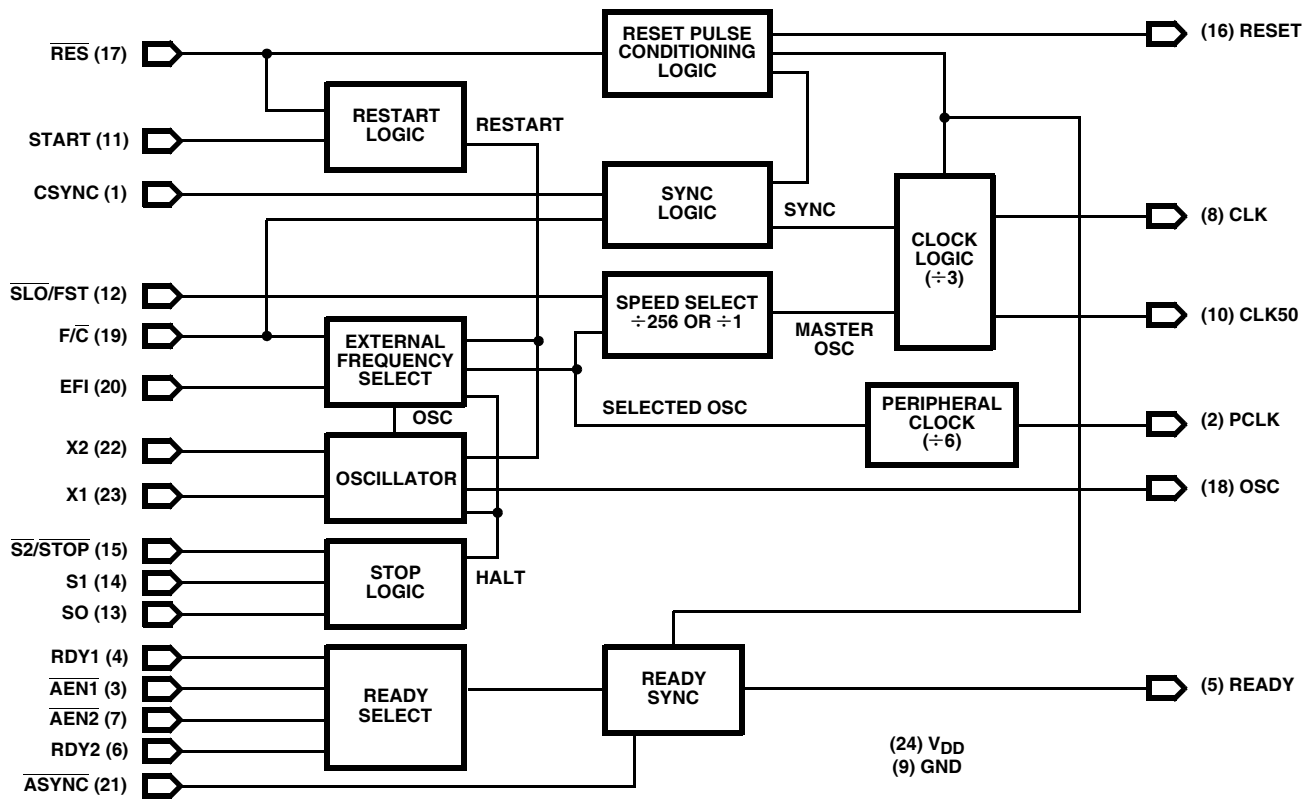 RES (17)
START (11)
CSYNC (1)
SLO/FST (12)
F/C (19)
EFI (20)
X2 (22)
X1 (23)
S2/STOP (15)
S1 (14)
SO (13)
RDY1 (4)
AEN1 (3)
AEN2 (7)
RDY2 (6)
ASYNC (21)
RESTART
LOGIC
RESTART
EXTERNAL
FREQUENCY
SELECT
OSC
OSCILLATOR
STOP
LOGIC
HALT
READY
SELECT
RESET PULSE
CONDITIONING
LOGIC
SYNC
LOGIC
SYNC
SPEED SELECT
÷256 OR ÷1
MASTER
OSC
SELECTED OSC
CLOCK
LOGIC
(÷3)
PERIPHERAL
CLOCK
(÷6)
READY
SYNC
(16) RESET
(8) CLK
(10) CLK50
(2) PCLK
(18) OSC
(5) READY
(24) VDD
(9) GND